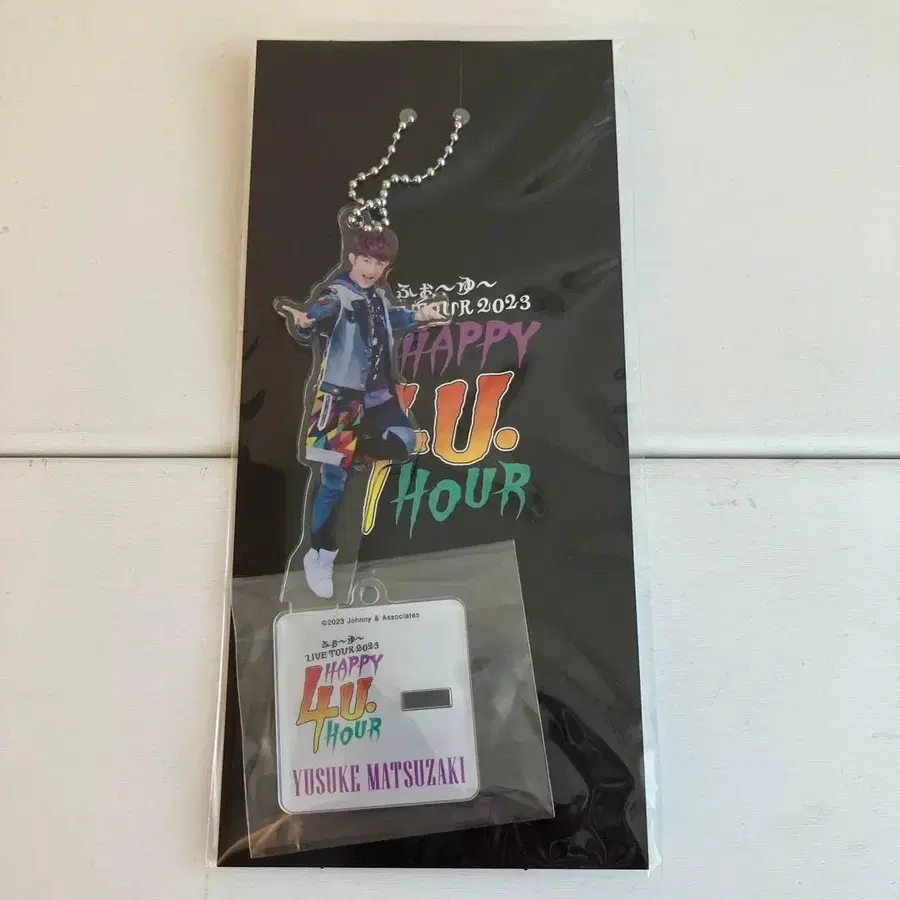 ふぉ〜ゆ〜
TOUR 2023
HAPPY
4U.
HOUR
©2023 Johnny & Associates
ふぉ〜ゆ〜
LIVE TOUR 2023
HAPPY
4U.
HOUR
YUSUKE MATSUZAKI